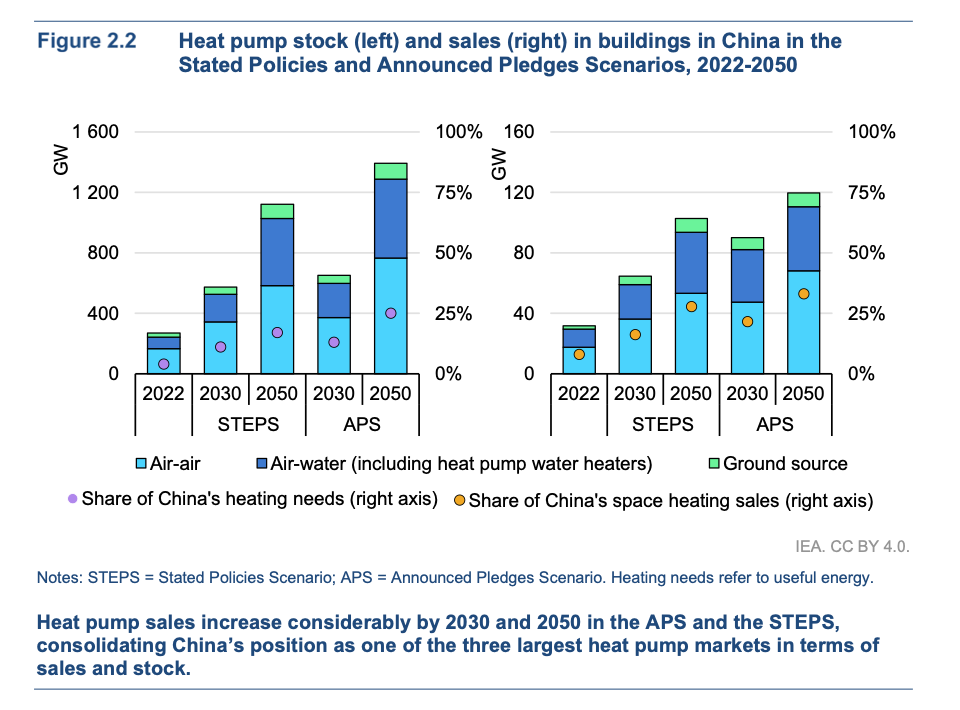 Figure 2.2 Heat pump stock (left) and sales (right) in buildings in China in the
Stated Policies and Announced Pledges Scenarios, 2022-2050
GW
1 600
1 200
800
400
0
100%
75%
50%
25%
0%
2022 2030 2050 2030 2050
STEPS APS
GW
160
120
80
40
0
100%
75%
50%
25%
0%
2022 2030 2050 2030 2050
STEPS APS
Air-air Air-water (including heat pump water heaters) Ground source
Share of China's heating needs (right axis) Share of China's space heating sales (right axis)
IEA. CC BY 4.0.
Notes: STEPS = Stated Policies Scenario; APS = Announced Pledges Scenario. Heating needs refer to useful energy.
Heat pump sales increase considerably by 2030 and 2050 in the APS and the STEPS,
consolidating China’s position as one of the three largest heat pump markets in terms of
sales and stock.